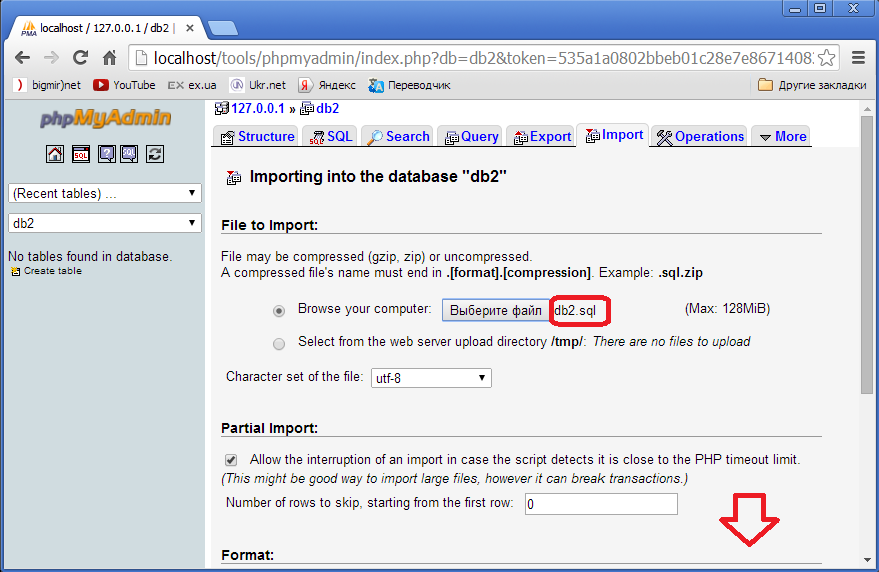 localhost / 127.0.0.1 / db2 |
localhost/tools/phpmyadmin/index.php?db=db2&token=535a1a0802bbeb01c28e7e8671408
bigmir)net YouTube EX ex.ua Ukr.net Яндекс Переводчик Другие закладки
phpMyAdmin
SQL
(Recent tables) ...
db2
No tables found in database.
Create table
127.0.0.1 » db2
Structure SQL Search Query Export Import Operations More
Importing into the database "db2"
File to Import:
File may be compressed (gzip, zip) or uncompressed.
A compressed file's name must end in .[format].[compression]. Example: .sql.zip
Browse your computer: Выберите файл db2.sql (Max: 128MiB)
Select from the web server upload directory /tmp/: There are no files to upload
Character set of the file: utf-8
Partial Import:
Allow the interruption of an import in case the script detects it is close to the PHP timeout limit.
(This might be good way to import large files, however it can break transactions.)
Number of rows to skip, starting from the first row: 0
Format: